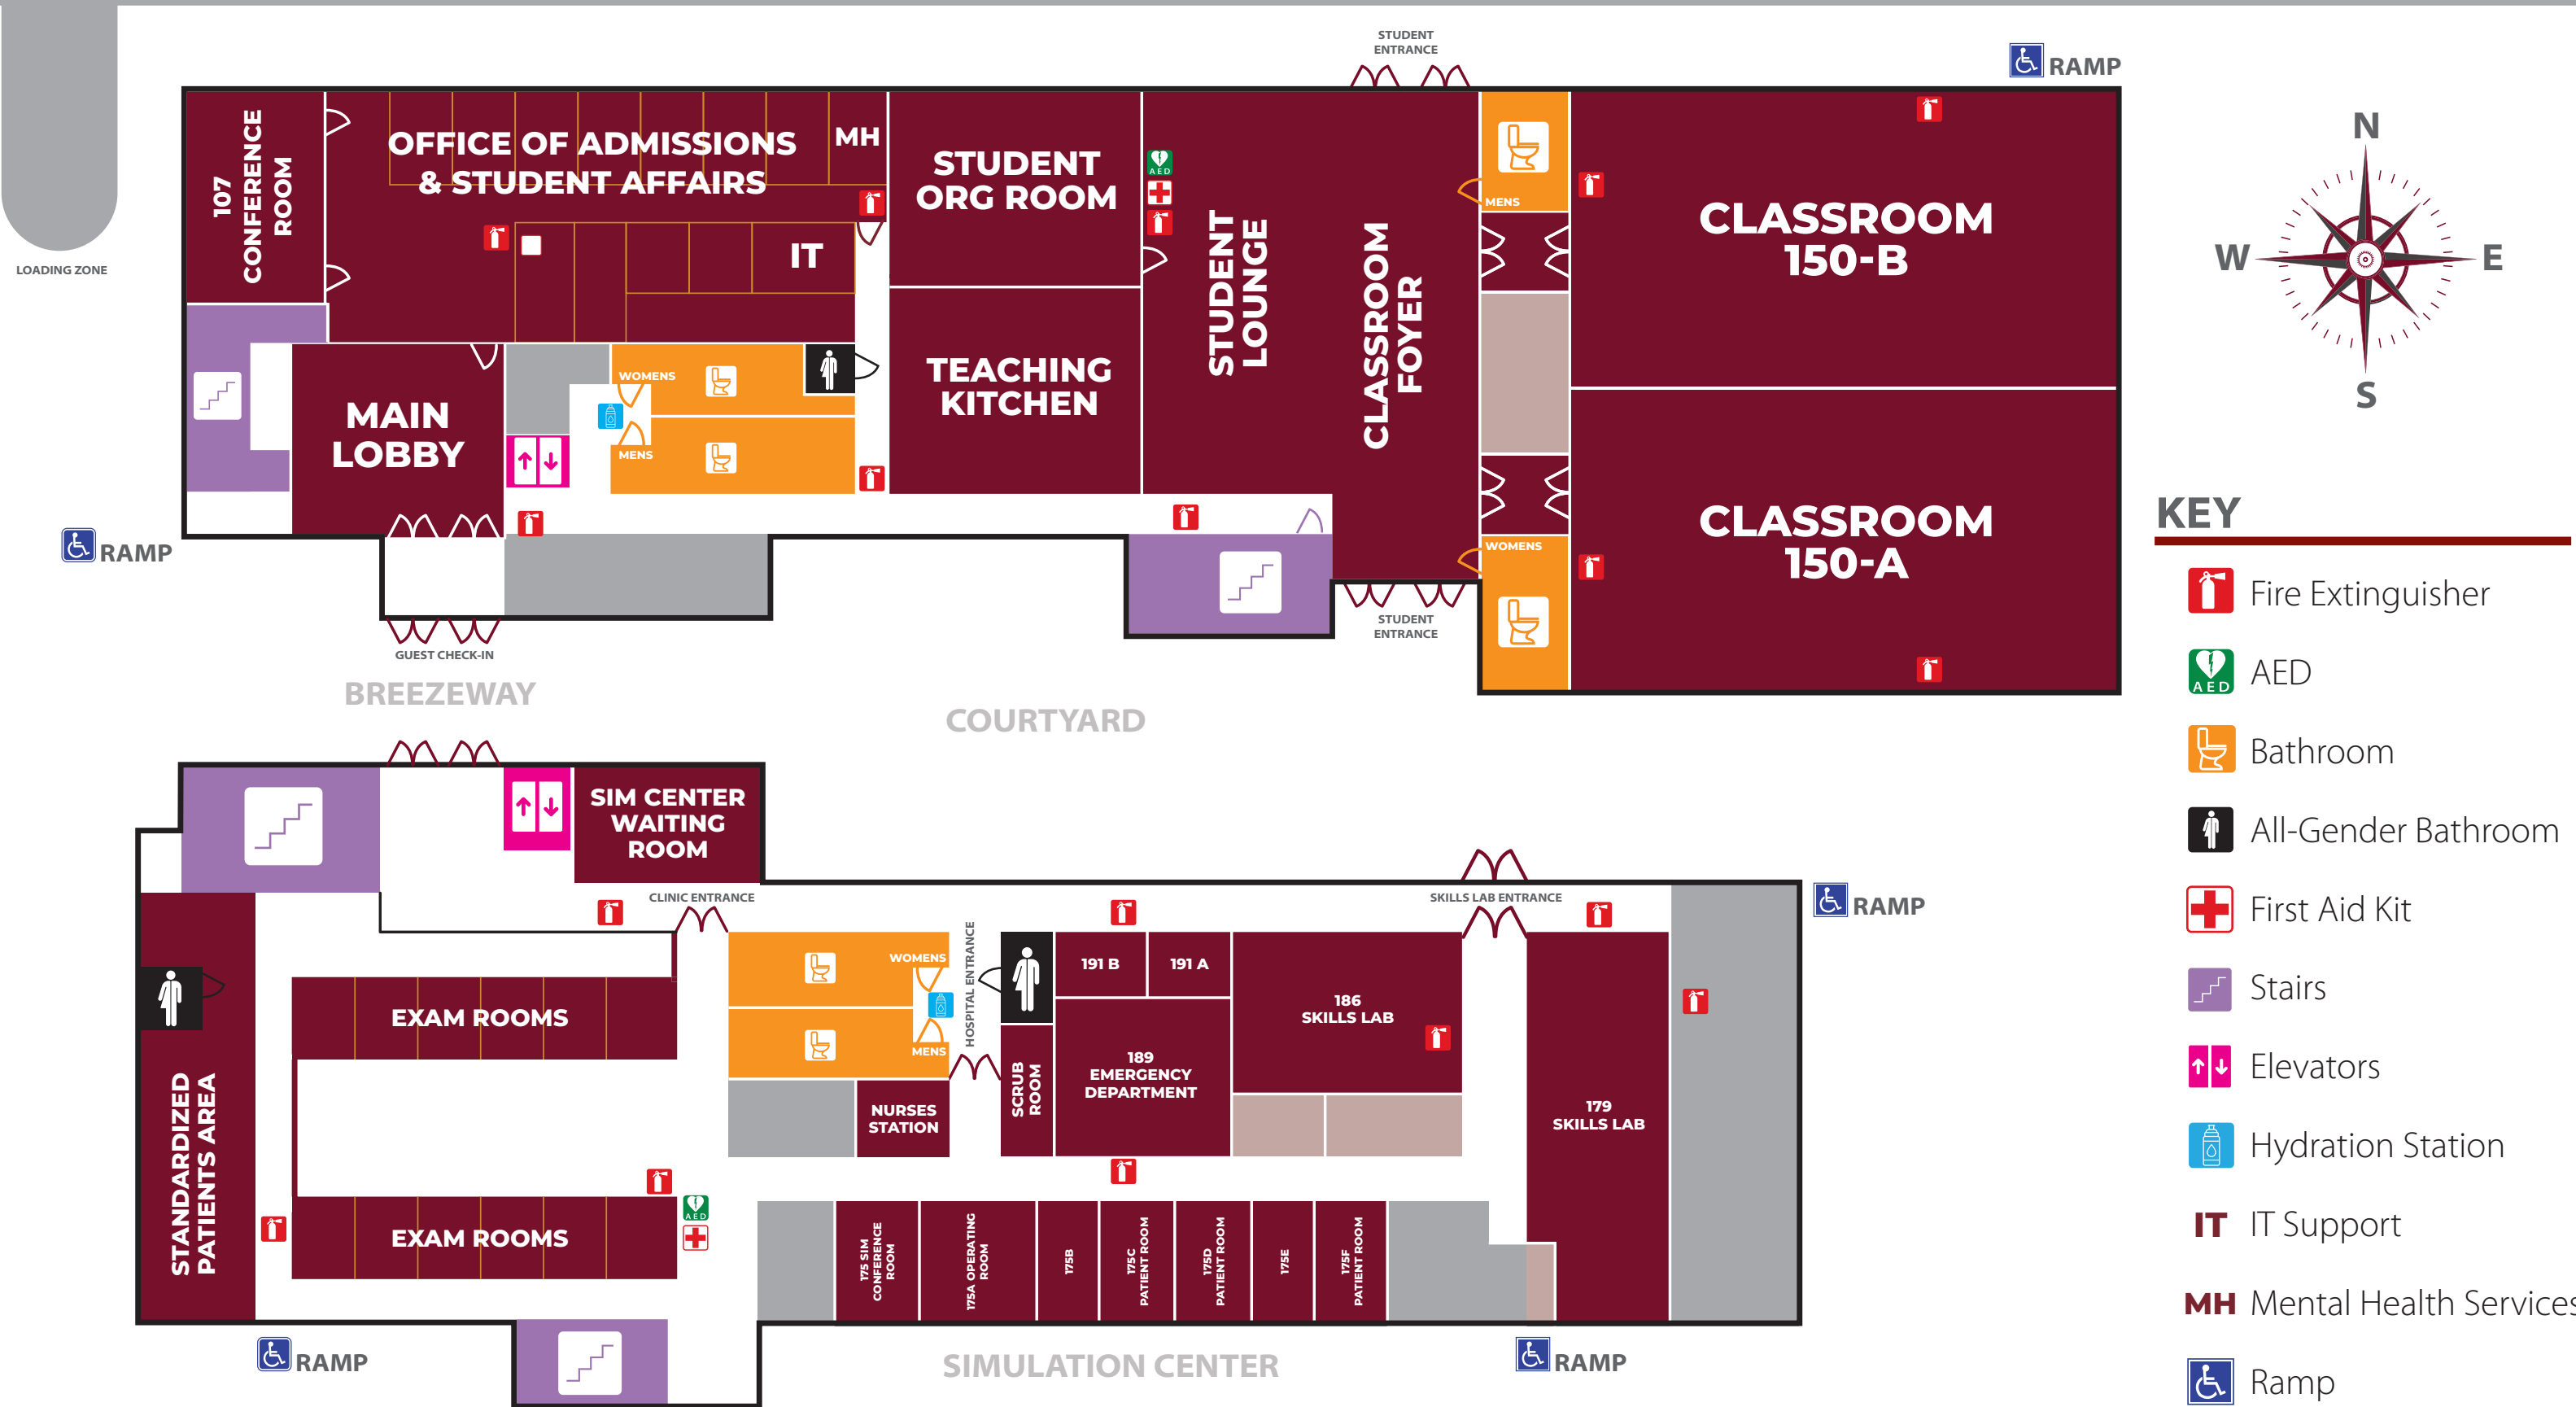 STUDENT
ENTRANCE
RAMP
LOADING ZONE
107
CONFERENCE
ROOM
OFFICE OF ADMISSIONS
& STUDENT AFFAIRS
MH
IT
STUDENT
ORG ROOM
TEACHING
KITCHEN
AED
STUDENT
LOUNGE
CLASSROOM
FOYER
MENS
WOMENS
CLASSROOM
150-B
CLASSROOM
150-A
MAIN
LOBBY
WOMENS
MENS
RAMP
GUEST CHECK-IN
STUDENT
ENTRANCE
BREEZEWAY
COURTYARD
N
W
E
S
SIM CENTER
WAITING
ROOM
CLINIC ENTRANCE
SKILLS LAB ENTRANCE
RAMP
HOSPITAL ENTRANCE
WOMENS
MENS
EXAM ROOMS
STANDARDIZED
PATIENTS AREA
EXAM ROOMS
AED
NURSES
STATION
SCRUB
ROOM
191 B
191 A
189
EMERGENCY
DEPARTMENT
186
SKILLS LAB
179
SKILLS LAB
175 SIM
CONFERENCE
ROOM
175A OPERATING
ROOM
175B
175C
PATIENT ROOM
175D
PATIENT ROOM
175E
175F
PATIENT ROOM
RAMP
SIMULATION CENTER
RAMP
KEY
Fire Extinguisher
AED AED
Bathroom
All-Gender Bathroom
First Aid Kit
Stairs
Elevators
Hydration Station
IT IT Support
MH Mental Health Services
Ramp